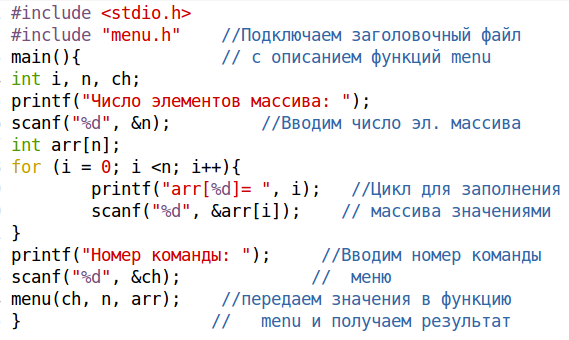 #include <stdio.h>
#include "menu.h"    //Подключаем заголовочный файл
main(){              // с описанием функций menu
int i, n, ch;
printf("Число элементов массива: ");
scanf("%d", &n);         //Вводим число эл. массива
int arr[n];
for (i = 0; i <n; i++){
        printf("arr[%d]= ", i);   //Цикл для заполнения
        scanf("%d", &arr[i]);    // массива значениями
}
printf("Номер команды: ");     //Вводим номер команды
scanf("%d", &ch);             //  меню
menu(ch, n, arr);    //передаем значения в функцию
}                   //   menu и получаем результат